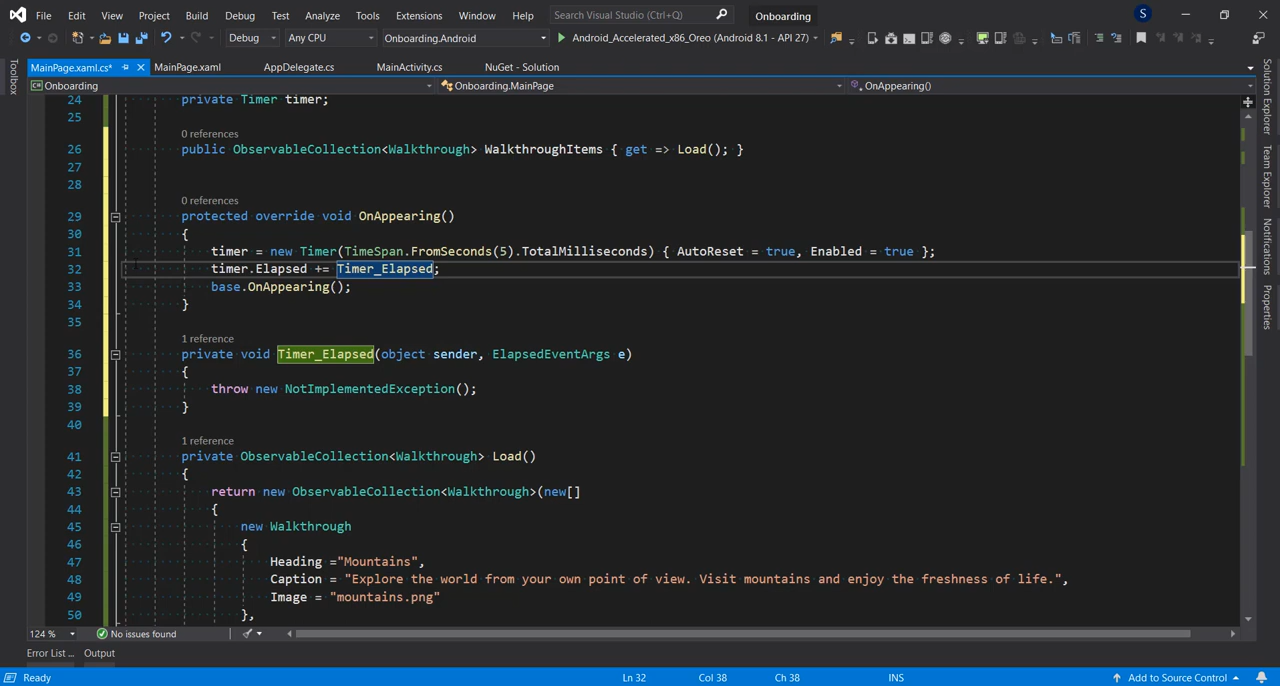 File Edit View Project Build Debug Test Analyze Tools Extensions Window Help Search Visual Studio (Ctrl+Q) Onboarding S
Debug Any CPU Onboarding.Android Android_Accelerated_x86_Oreo (Android 8.1 - API 27)
MainPage.xaml.cs* MainPage.xaml AppDelegate.cs MainActivity.cs NuGet - Solution
Onboarding Onboarding.MainPage OnAppearing()
Toolbox
24 private Timer timer;
25
0 references
26 public ObservableCollection<Walkthrough> WalkthroughItems { get => Load(); }
27
28
0 references
29 protected override void OnAppearing()
30 {
31 timer = new Timer(TimeSpan.FromSeconds(5).TotalMilliseconds) { AutoReset = true, Enabled = true };
32 timer.Elapsed += Timer_Elapsed;
33 base.OnAppearing();
34 }
35
1 reference
36 private void Timer_Elapsed(object sender, ElapsedEventArgs e)
37 {
38 throw new NotImplementedException();
39 }
40
1 reference
41 private ObservableCollection<Walkthrough> Load()
42 {
43 return new ObservableCollection<Walkthrough>(new[]
44 {
45 new Walkthrough
46 {
47 Heading ="Mountains",
48 Caption = "Explore the world from your own point of view. Visit mountains and enjoy the freshness of life.",
49 Image = "mountains.png"
50 },
Solution Explorer
Team Explorer
Notifications
Properties
124 % No issues found
Error List ... Output
Ready Ln 32 Col 38 Ch 38 INS Add to Source Control